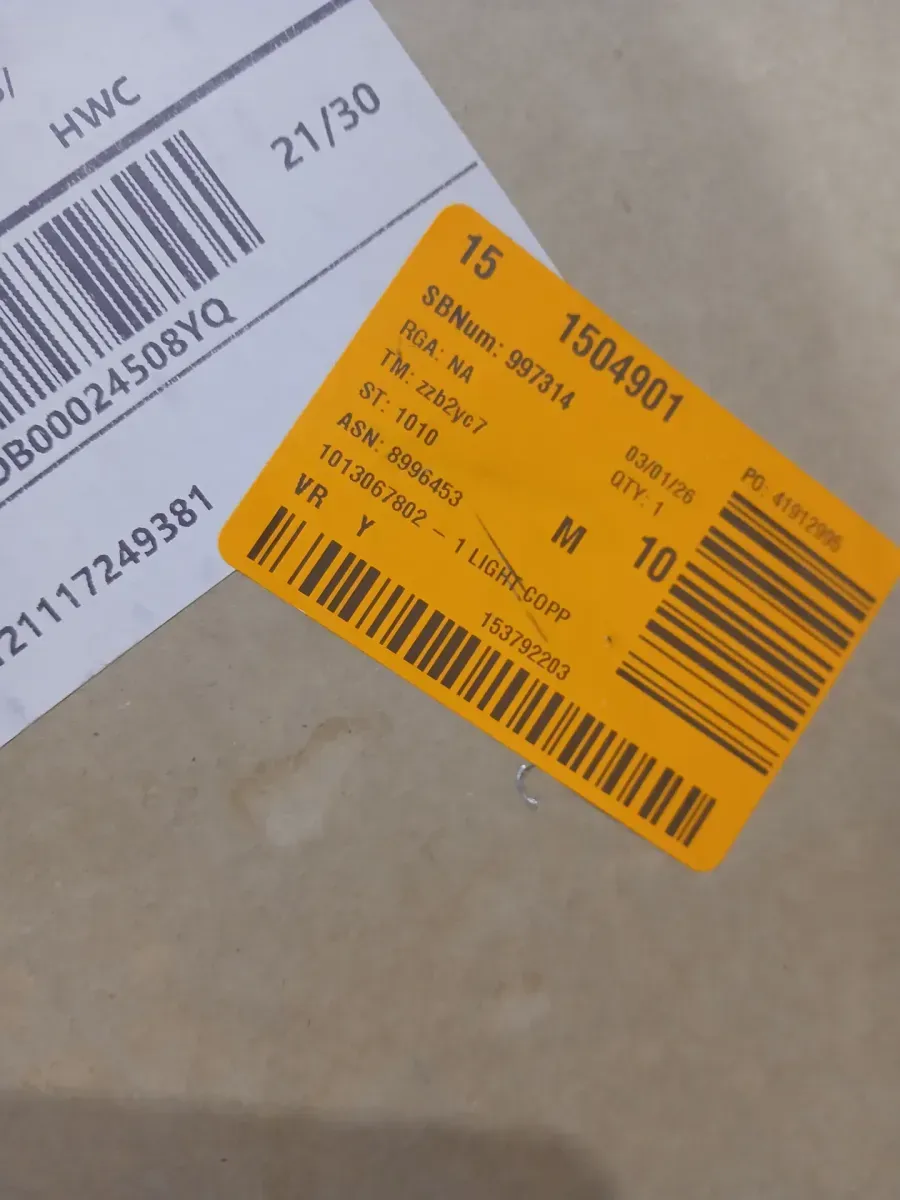 HWC
21/30
DB00024508YQ
21117249381
15
1504901
SBNum: 997314
RGA: NA
03/01/26
TM: zzb2yc7
QTY: 1
PO: 41912996
ST: 1010
ASN: 8996453
M
10
1013067802 – 1 LIGHT COPP
VR
Y
153792203